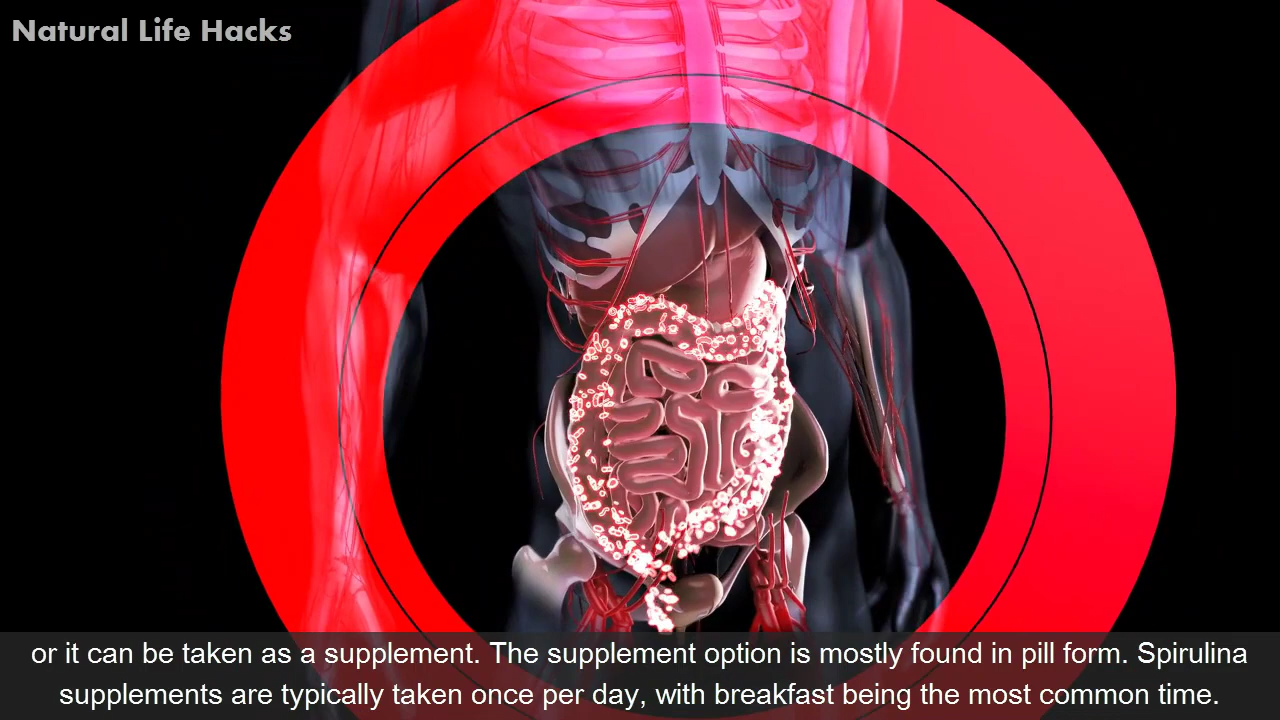 Natural Life Hacks
or it can be taken as a supplement. The supplement option is mostly found in pill form. Spirulina
supplements are typically taken once per day, with breakfast being the most common time.